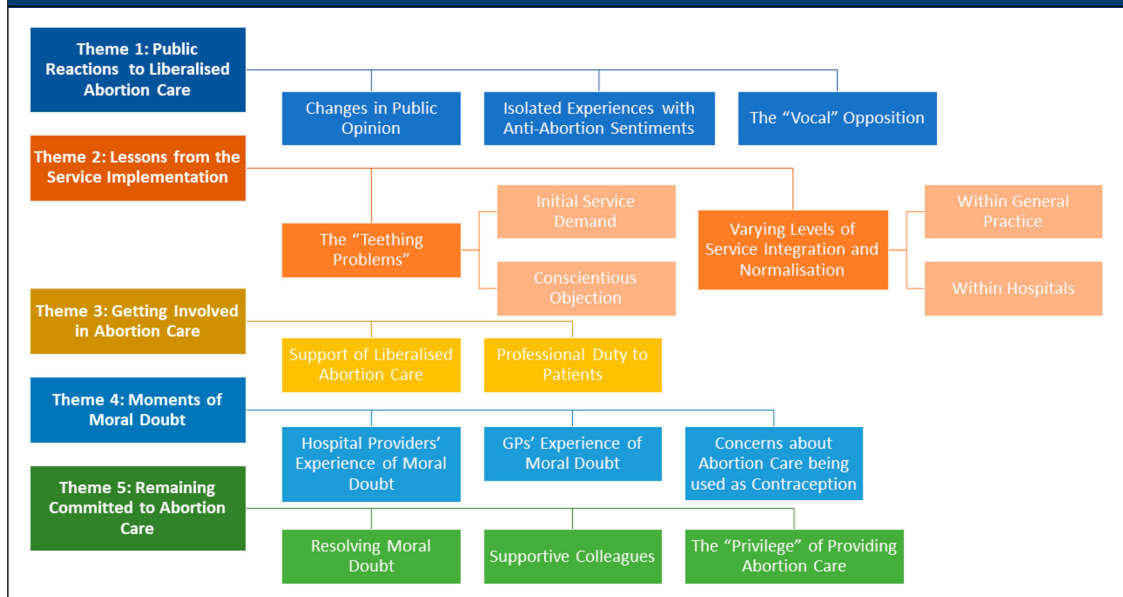 Theme 1: Public
Reactions to Liberalised
Abortion Care
Changes in Public
Opinion
Isolated Experiences with
Anti-Abortion Sentiments
The “Vocal” Opposition
Theme 2: Lessons from the
Service Implementation
The “Teething
Problems”
Initial Service
Demand
Conscientious
Objection
Varying Levels of
Service Integration and
Normalisation
Within General
Practice
Within Hospitals
Theme 3: Getting Involved
in Abortion Care
Support of Liberalised
Abortion Care
Professional Duty to
Patients
Theme 4: Moments of
Moral Doubt
Hospital Providers’
Experience of Moral
Doubt
GPs’ Experience of
Moral Doubt
Concerns about
Abortion Care being
used as Contraception
Theme 5: Remaining
Committed to Abortion
Care
Resolving Moral
Doubt
Supportive Colleagues
The “Privilege” of Providing
Abortion Care